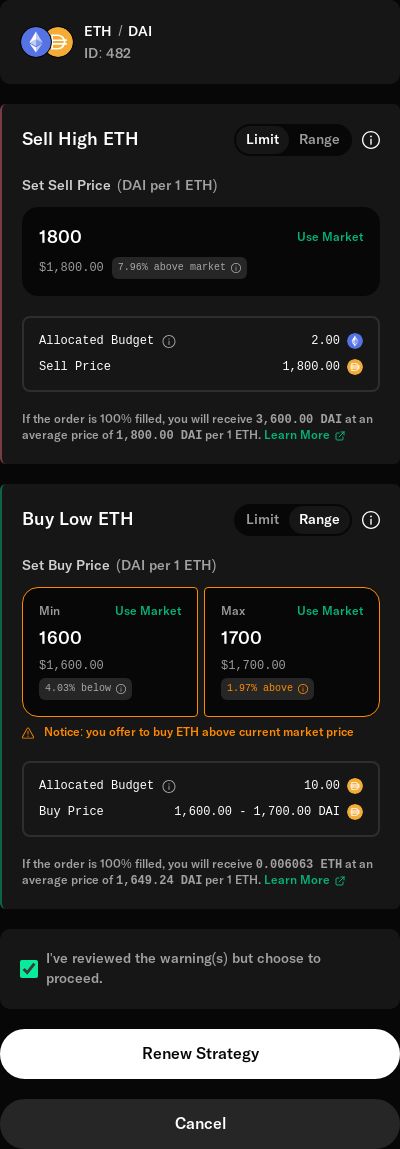 ETH / DAI
ID: 482
Sell High ETH
Limit Range
Set Sell Price (DAI per 1 ETH)
1800 Use Market
$1,800.00 7.96% above market
Allocated Budget 2.00
Sell Price 1,800.00
If the order is 100% filled, you will receive 3,600.00 DAI at an
average price of 1,800.00 DAI per 1 ETH. Learn More
Buy Low ETH
Limit Range
Set Buy Price (DAI per 1 ETH)
Min Use Market Max Use Market
1600 1700
$1,600.00 $1,700.00
4.03% below 1.97% above
Notice: you offer to buy ETH above current market price
Allocated Budget 10.00
Buy Price 1,600.00 - 1,700.00 DAI
If the order is 100% filled, you will receive 0.006063 ETH at an
average price of 1,649.24 DAI per 1 ETH. Learn More
I've reviewed the warning(s) but choose to
proceed.
Renew Strategy
Cancel